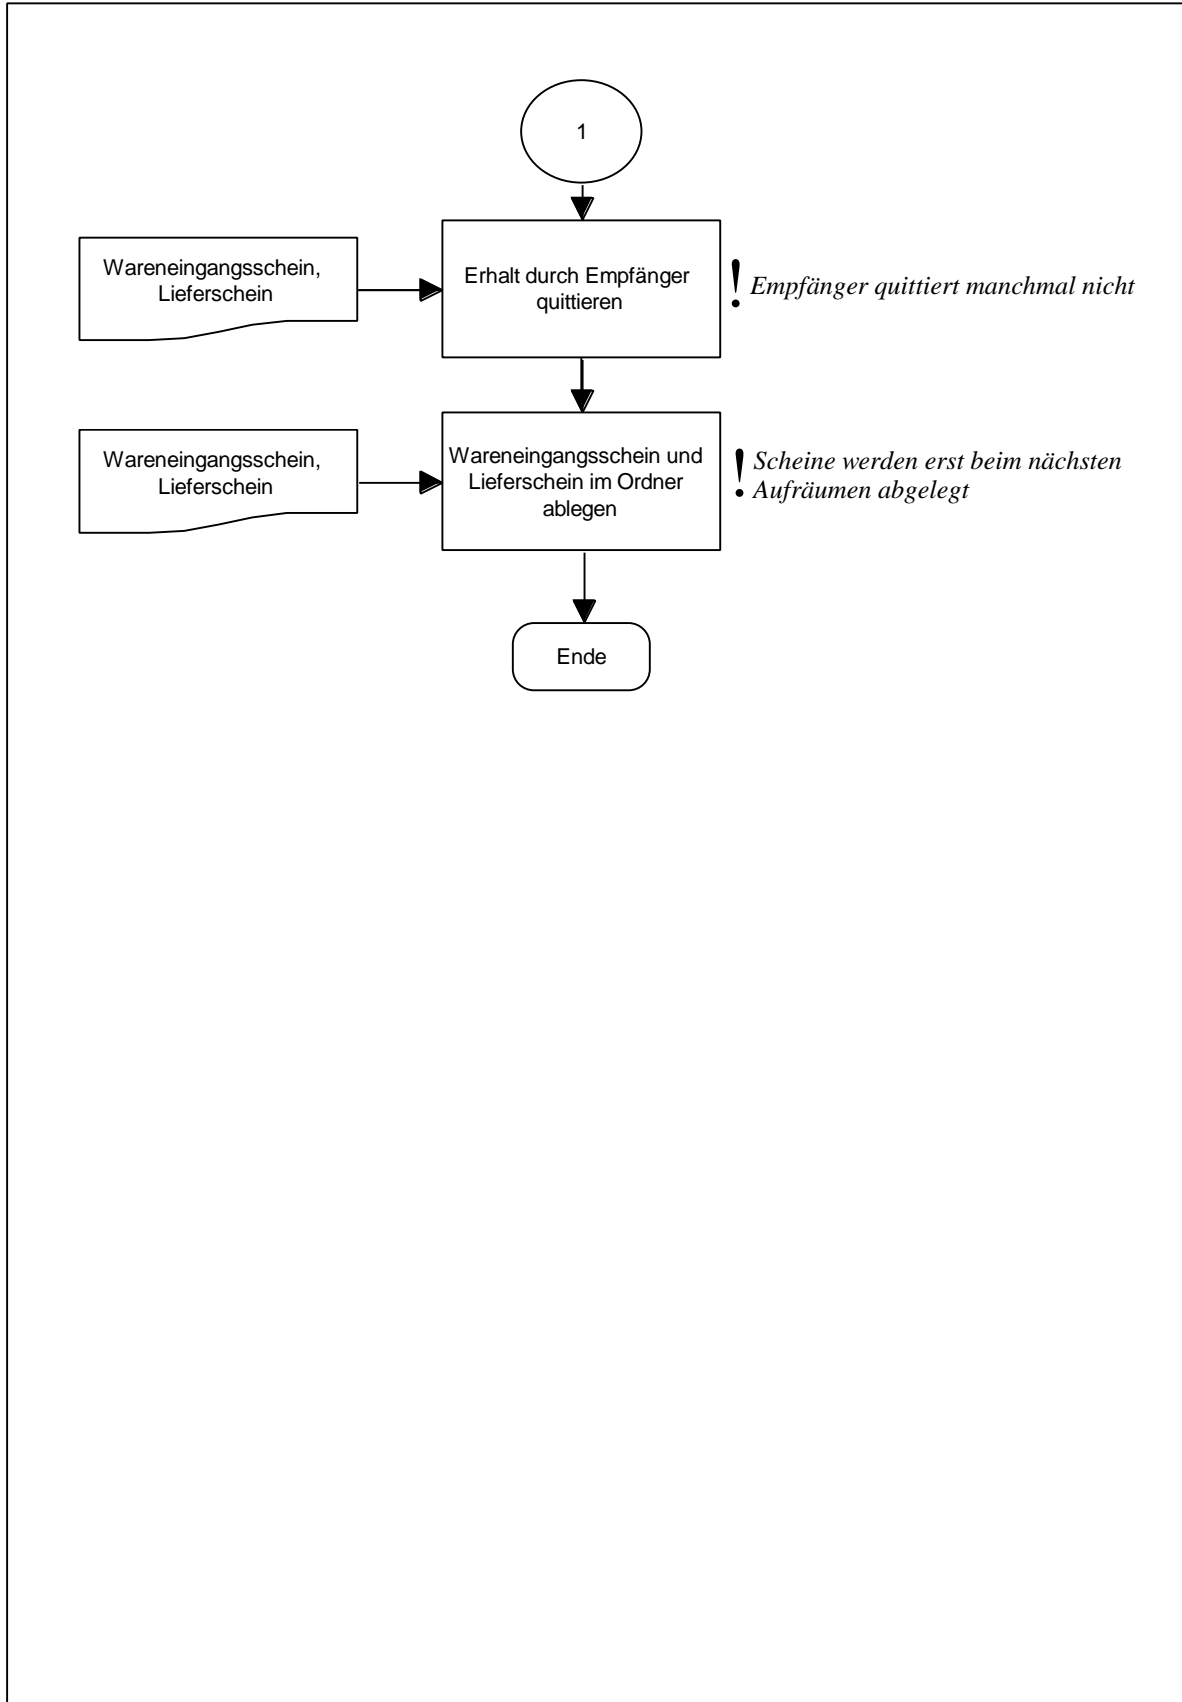 1
Wareneingangsschein,
Lieferschein
Erhalt durch Empfänger
quittieren
! Empfänger quittiert manchmal nicht
Wareneingangsschein,
Lieferschein
Wareneingangsschein und
Lieferschein im Ordner
ablegen
! Scheine werden erst beim nächsten
Aufräumen abgelegt
Ende